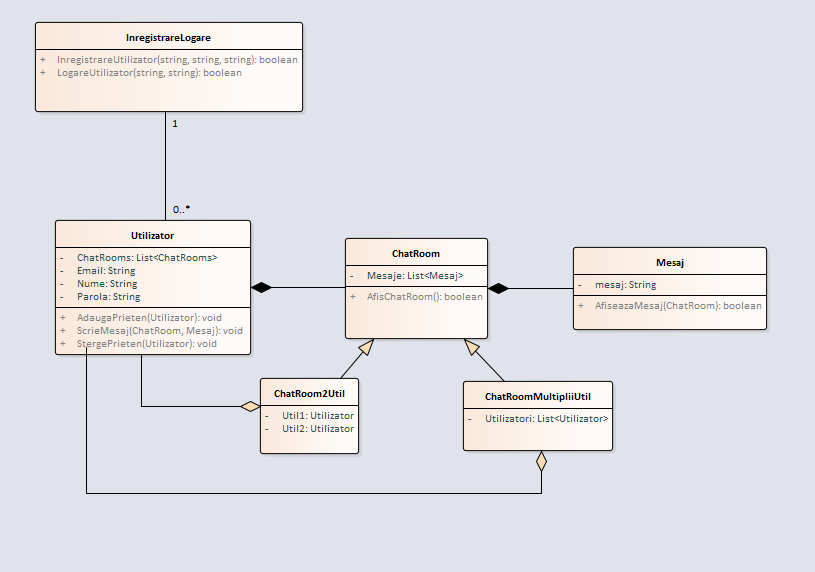 InregistrareLogare
+ InregistrareUtilizator(string, string, string): boolean
+ LogareUtilizator(string, string): boolean
1
0..*
Utilizator
- ChatRooms: List<ChatRooms>
- Email: String
- Nume: String
- Parola: String
+ AdaugaPrieten(Utilizator): void
+ ScrieMesaj(ChatRoom, Mesaj): void
+ StergePrieten(Utilizator): void
ChatRoom
- Mesaje: List<Mesaj>
+ AfisChatRoom(): boolean
Mesaj
- mesaj: String
+ AfiseazaMesaj(ChatRoom): boolean
ChatRoom2Util
- Util1: Utilizator
- Util2: Utilizator
ChatRoomMultipliiUtil
- Utilizatori: List<Utilizator>